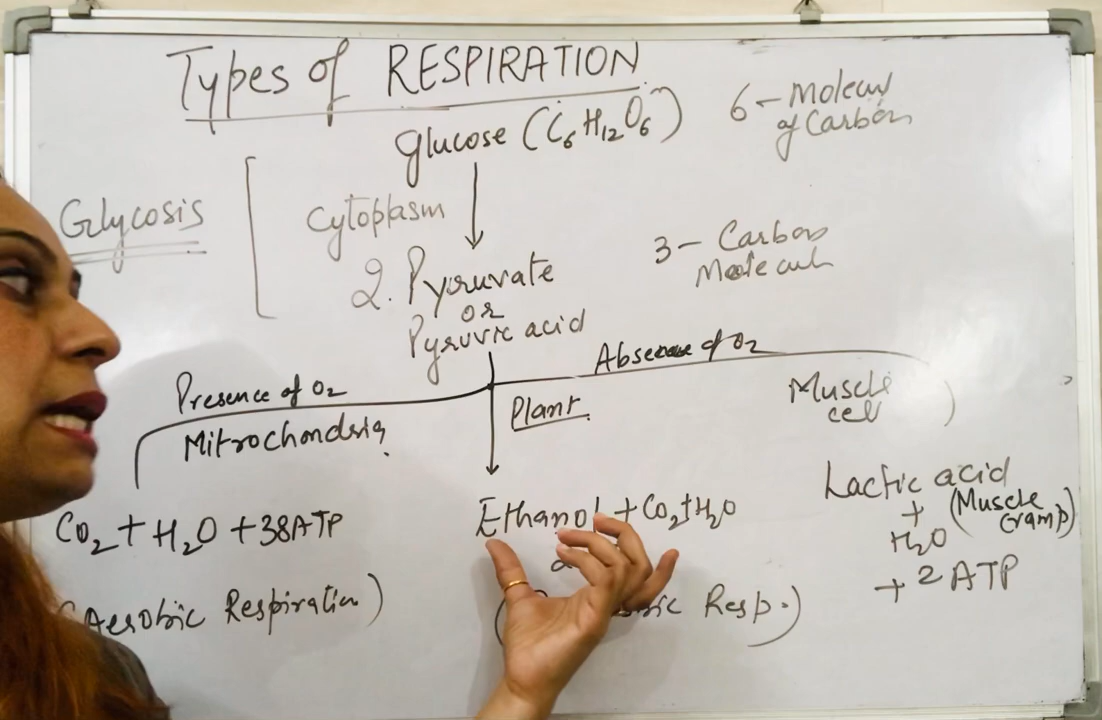 Types of RESPIRATION
Glucose (C6H12O6)
6 - Molecul
of Carbon
Glycosis
Cytoplasm
2. Pyruvate
or
Pyruvic acid
3 - Carbon
Molecul
Presence of O2
Absence of O2
Mitrochondria
Plant
Muscle
cell
CO2 + H2O + 38ATP
Ethanol + CO2 + H2O
Lactic acid
(Muscle
Cramp)
+
H2O
+ 2 ATP
(Aerobic Respiration)
Resp.)